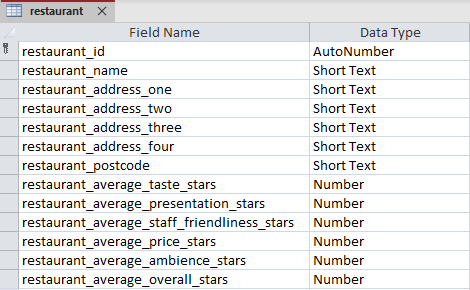 restaurant
Field Name Data Type
restaurant_id AutoNumber
restaurant_name Short Text
restaurant_address_one Short Text
restaurant_address_two Short Text
restaurant_address_three Short Text
restaurant_address_four Short Text
restaurant_postcode Short Text
restaurant_average_taste_stars Number
restaurant_average_presentation_stars Number
restaurant_average_staff_friendliness_stars Number
restaurant_average_price_stars Number
restaurant_average_ambience_stars Number
restaurant_average_overall_stars Number